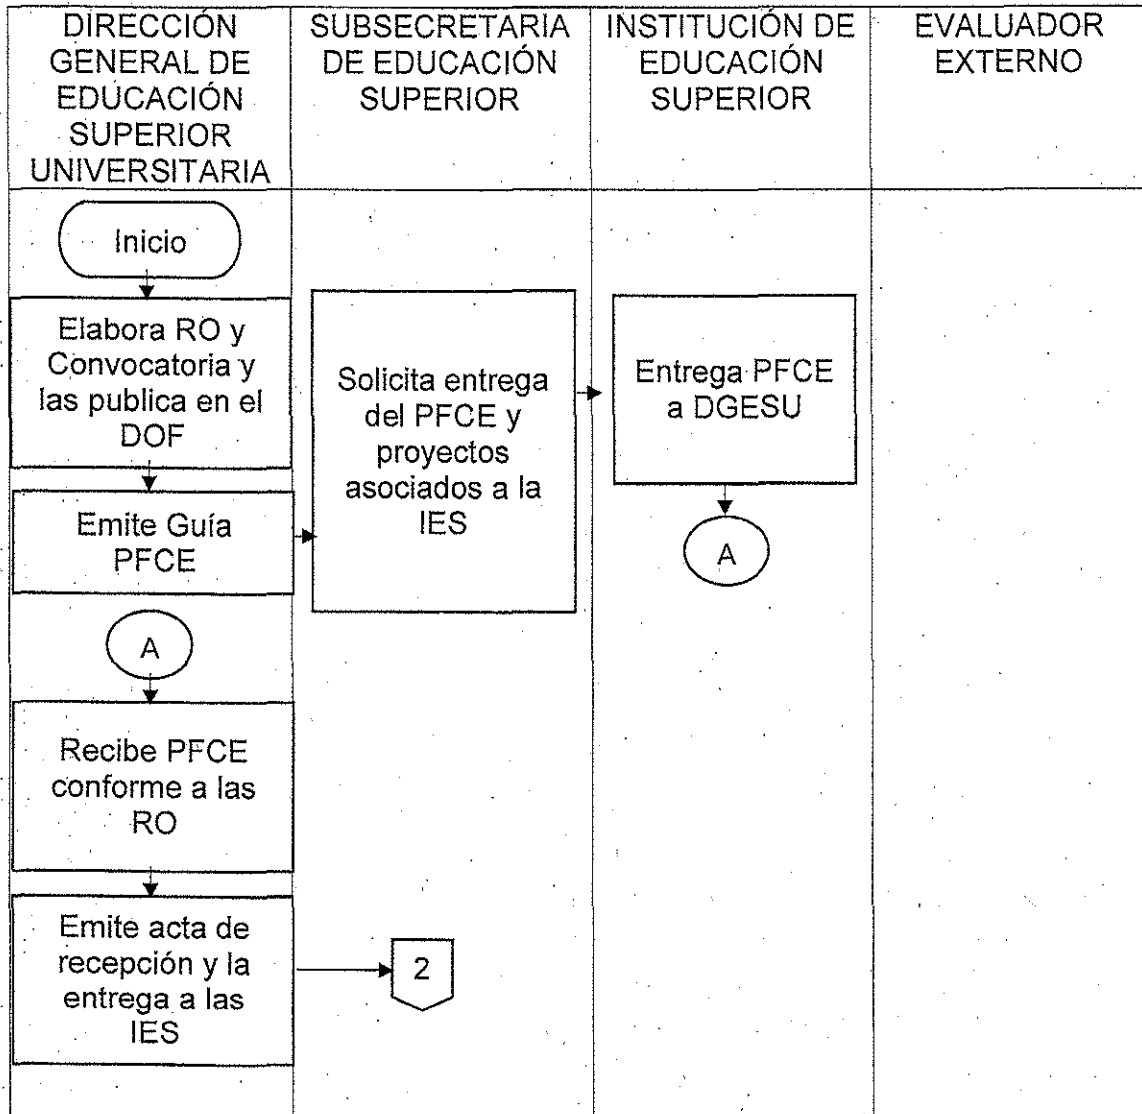 DIRECCIÓN
GENERAL DE
EDUCACIÓN
SUPERIOR
UNIVERSITARIA
SUBSECRETARIA
DE EDUCACIÓN
SUPERIOR
INSTITUCIÓN DE
EDUCACIÓN
SUPERIOR
EVALUADOR
EXTERNO
Inicio
Elabora RO y
Convocatoria y
las publica en el
DOF
Emite Guía
PFCE
Solicita entrega
del PFCE y
proyectos
asociados a la
IES
Entrega PFCE
a DGESU
A
A
Recibe PFCE
conforme a las
RO
Emite acta de
recepción y la
entrega a las
IES
2